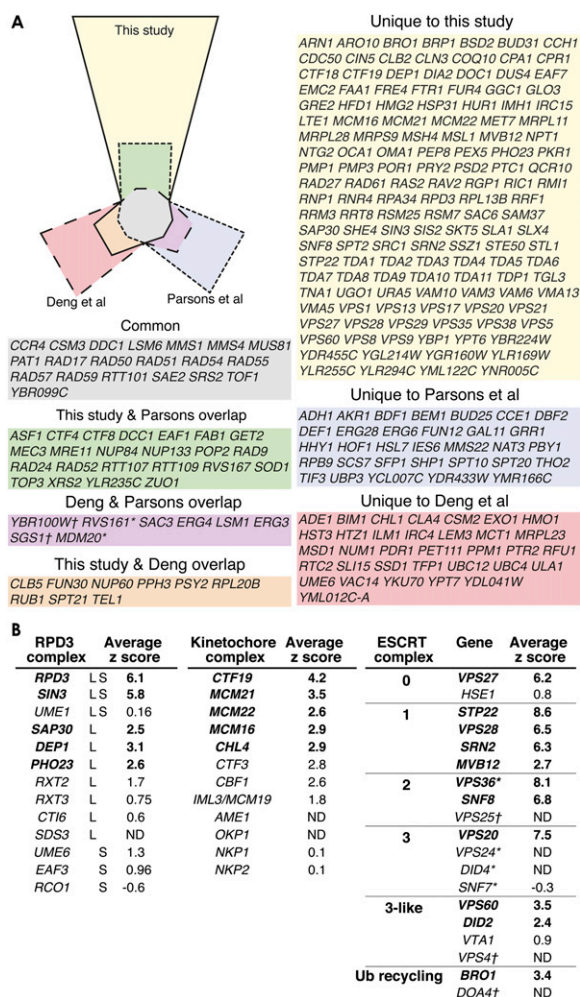 A
This study
Deng et al
Parsons et al
Common
CCR4 CSM3 DDC1 LSM6 MMS1 MMS4 MUS81
PAT1 RAD17 RAD50 RAD51 RAD54 RAD55
RAD57 RAD59 RTT101 SAE2 SRS2 TOF1
YBR099C
This study & Parsons overlap
ASF1 CTF4 CTF8 DCC1 EAF1 FAB1 GET2
MEC3 MRE11 NUP84 NUP133 POP2 RAD9
RAD24 RAD52 RTT107 RTT109 RVS167 SOD1
TOP3 XRS2 YLR235C ZUO1
Deng & Parsons overlap
YBR100W† RVS161* SAC3 ERG4 LSM1 ERG3
SGS1† MDM20*
This study & Deng overlap
CLB5 FUN30 NUP60 PPH3 PSY2 RPL20B
RUB1 SPT21 TEL1
Unique to this study
ARN1 ARO10 BRO1 BRP1 BSD2 BUD31 CCH1
CDC50 CIN5 CLB2 CLN3 COQ10 CPA1 CPR1
CTF18 CTF19 DEP1 DIA2 DOC1 DUS4 EAF7
EMC2 FAA1 FRE4 FTR1 FUR4 GGC1 GLO3
GRE2 HFD1 HMG2 HSP31 HUR1 IMH1 IRC15
LTE1 MCM16 MCM21 MCM22 MET7 MRPL11
MRPL28 MRPS9 MSH4 MSL1 MVB12 NPT1
NTG2 OCA1 OMA1 PEP8 PEX5 PHO23 PKR1
PMP1 PMP3 POR1 PRY2 PSD2 PTC1 QCR10
RAD27 RAD61 RAS2 RAV2 RGP1 RIC1 RMI1
RNP1 RNR4 RPA34 RPD3 RPL13B RRF1
RRM3 RRT8 RSM25 RSM7 SAC6 SAM37
SAP30 SHE4 SIN3 SIS2 SKT5 SLA1 SLX4
SNF8 SPT2 SRC1 SRN2 SSZ1 STE50 STL1
STP22 TDA1 TDA2 TDA3 TDA4 TDA5 TDA6
TDA7 TDA8 TDA9 TDA10 TDA11 TDP1 TGL3
TNA1 UGO1 URA5 VAM10 VAM3 VAM6 VMA13
VMA5 VPS1 VPS13 VPS17 VPS20 VPS21
VPS27 VPS28 VPS29 VPS35 VPS38 VPS5
VPS60 VPS8 VPS9 YBP1 YPT6 YBR224W
YDR455C YGL214W YGR160W YLR169W
YLR255C YLR294C YML122C YNR005C
Unique to Parsons et al
ADH1 AKR1 BDF1 BEM1 BUD25 CCE1 DBF2
DEF1 ERG28 ERG6 FUN12 GAL11 GRR1
HHY1 HOF1 HSL7 IES6 MMS22 NAT3 PBY1
RPB9 SCS7 SFP1 SHP1 SPT10 SPT20 THO2
TIF3 UBP3 YCL007C YDR433W YMR166C
Unique to Deng et al
ADE1 BIM1 CHL1 CLA4 CSM2 EXO1 HMO1
HST3 HTZ1 ILM1 IRC4 LEM3 MCT1 MRPL23
MSD1 NUM1 PDR1 PET111 PPM1 PTR2 RFU1
RTC2 SLI15 SSD1 TFP1 UBC12 UBC4 ULA1
UME6 VAC14 YKU70 YPT7 YDL041W
YML012C-A
B
RPD3 complex Average z score
RPD3 L S 6.1
SIN3 L S 5.8
UME1 L S 0.16
SAP30 L 2.5
DEP1 L 3.1
PHO23 L 2.6
RXT2 L 1.7
RXT3 L 0.75
CTI6 L 0.6
SDS3 L ND
UME6 S 1.3
EAF3 S 0.96
RCO1 S -0.6
Kinetochore complex Average z score
CTF19 4.2
MCM21 3.5
MCM22 2.6
MCM16 2.9
CHL4 2.9
CTF3 2.8
CBF1 2.6
IML3/MCM19 1.8
AME1 ND
OKP1 ND
NKP1 0.1
NKP2 0.1
ESCRT complex Gene Average z score
0 VPS27 6.2
HSE1 0.8
1 STP22 8.6
VPS28 6.5
SRN2 6.3
MVB12 2.7
2 VPS36* 8.1
SNF8 6.8
VPS25† ND
3 VPS20 7.5
VPS24* ND
DID4* ND
SNF7* -0.3
3-like VPS60 3.5
DID2 2.4
VTA1 0.9
VPS4† ND
Ub recycling BRO1 3.4
DOA4† ND